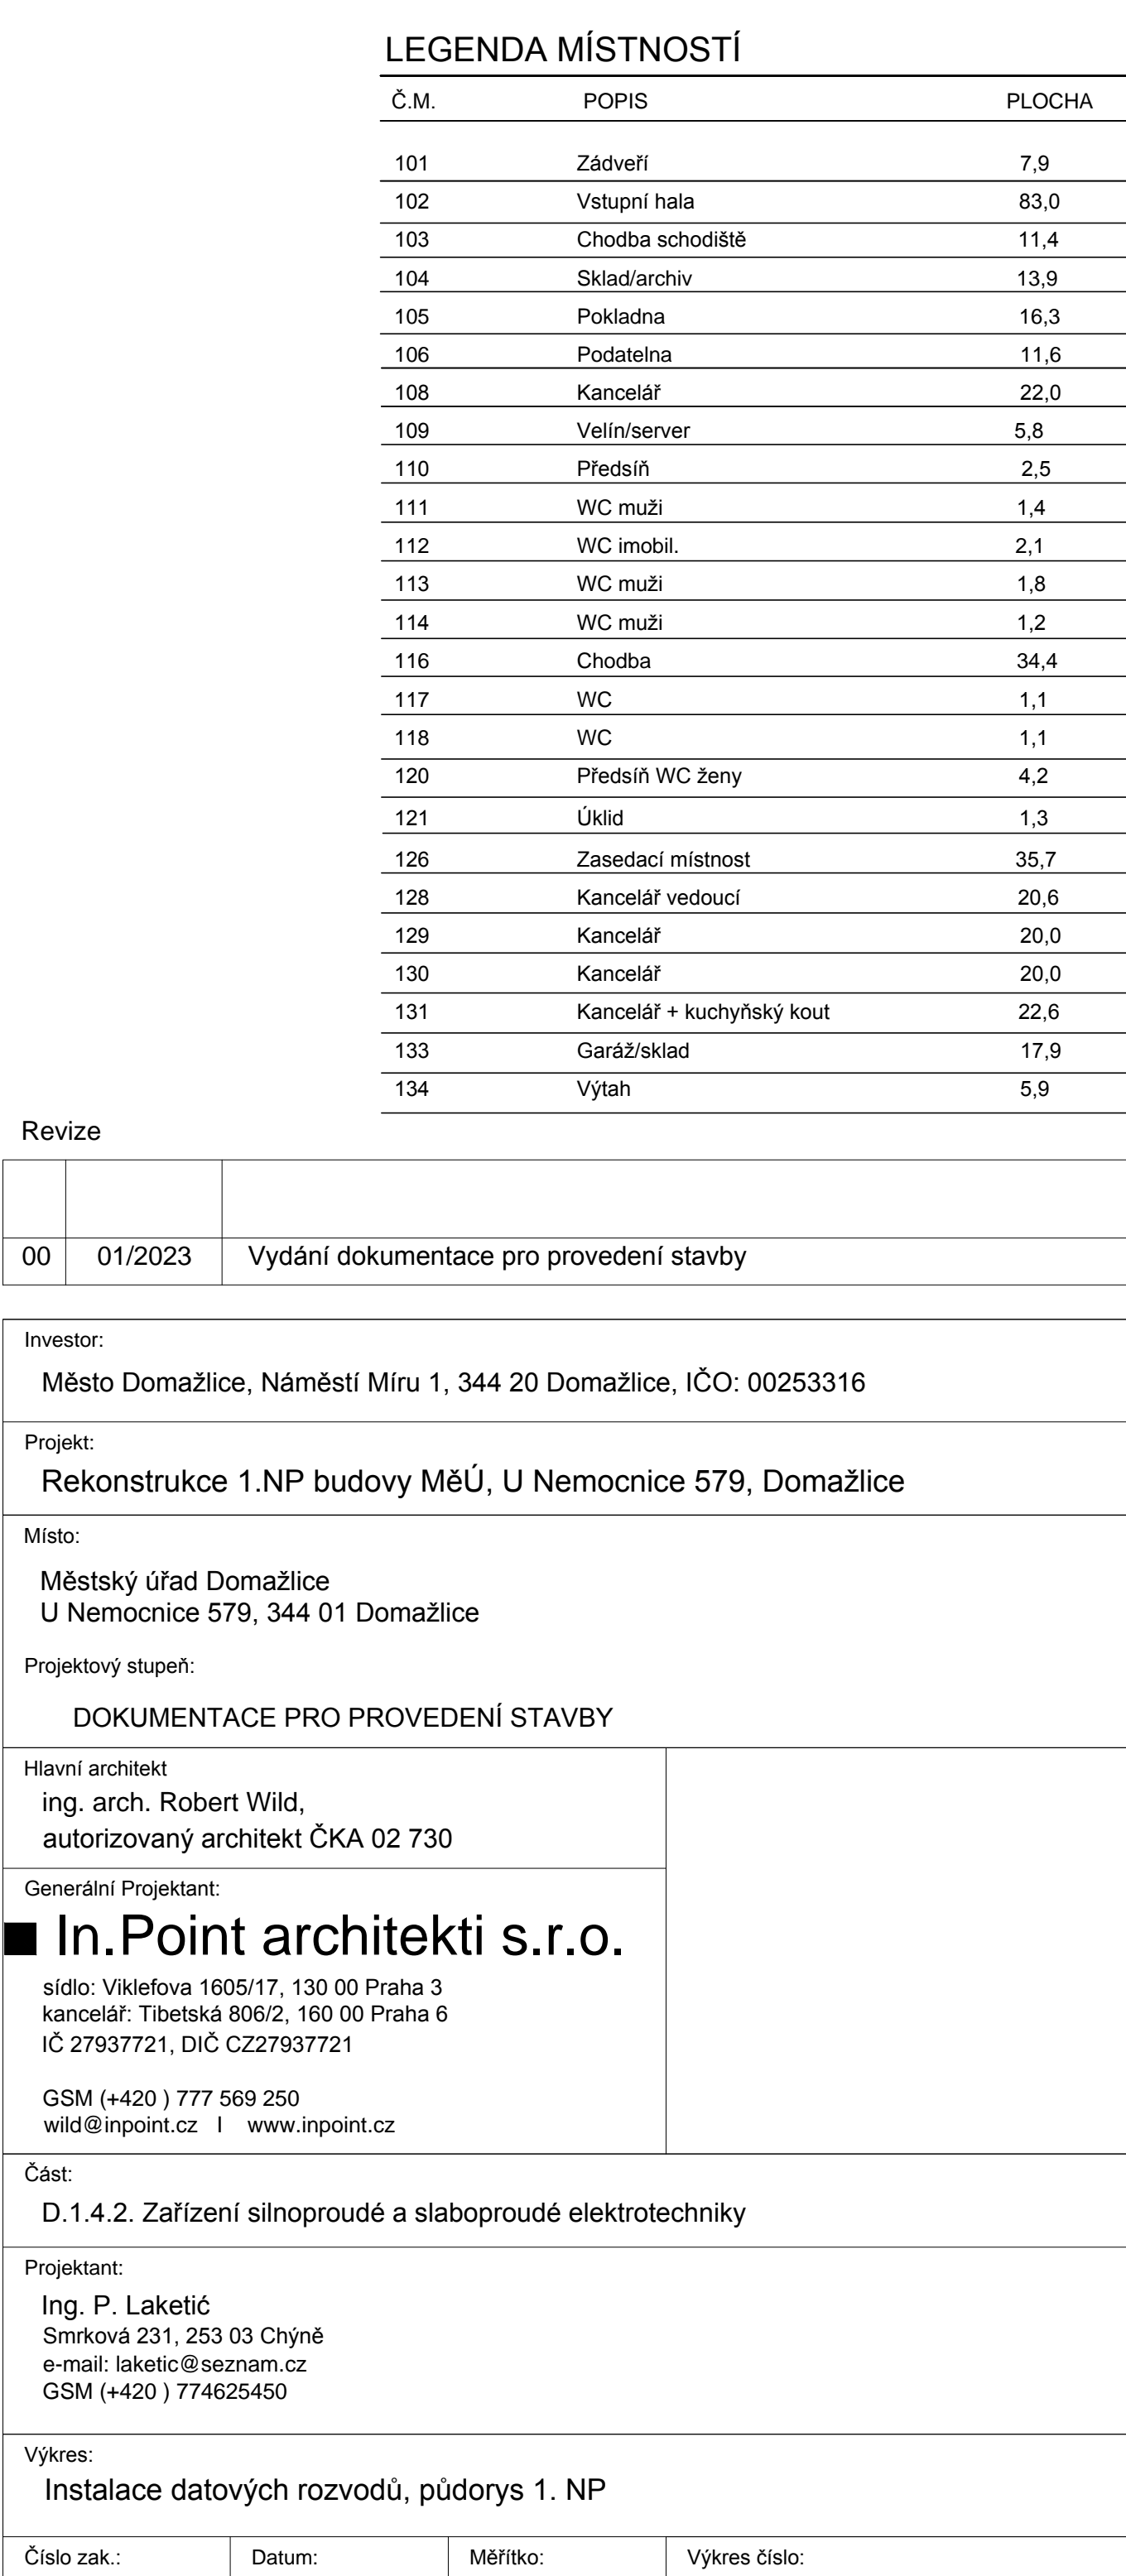 LEGENDA MÍSTNOSTÍ
Č.M. POPIS PLOCHA
101 Zádveří 7,9
102 Vstupní hala 83,0
103 Chodba schodiště 11,4
104 Sklad/archiv 13,9
105 Pokladna 16,3
106 Podatelna 11,6
108 Kancelář 22,0
109 Velín/server 5,8
110 Předsíň 2,5
111 WC muži 1,4
112 WC imobil. 2,1
113 WC muži 1,8
114 WC muži 1,2
116 Chodba 34,4
117 WC 1,1
118 WC 1,1
120 Předsíň WC ženy 4,2
121 Úklid 1,3
126 Zasedací místnost 35,7
128 Kancelář vedoucí 20,6
129 Kancelář 20,0
130 Kancelář 20,0
131 Kancelář + kuchyňský kout 22,6
133 Garáž/sklad 17,9
134 Výtah 5,9
Revize
00 01/2023 Vydání dokumentace pro provedení stavby
Investor:
Město Domažlice, Náměstí Míru 1, 344 20 Domažlice, IČO: 00253316
Projekt:
Rekonstrukce 1.NP budovy MěÚ, U Nemocnice 579, Domažlice
Místo:
Městský úřad Domažlice
U Nemocnice 579, 344 01 Domažlice
Projektový stupeň:
DOKUMENTACE PRO PROVEDENÍ STAVBY
Hlavní architekt
ing. arch. Robert Wild,
autorizovaný architekt ČKA 02 730
Generální Projektant:
■ In.Point architekti s.r.o.
sídlo: Viklefova 1605/17, 130 00 Praha 3
kancelář: Tibetská 806/2, 160 00 Praha 6
IČ 27937721, DIČ CZ27937721
GSM (+420 ) 777 569 250
wild@inpoint.cz I www.inpoint.cz
Část:
D.1.4.2. Zařízení silnoproudé a slaboproudé elektrotechniky
Projektant:
Ing. P. Laketić
Smrková 231, 253 03 Chýně
e-mail: laketic@seznam.cz
GSM (+420 ) 774625450
Výkres:
Instalace datových rozvodů, půdorys 1. NP
Číslo zak.: Datum: Měřítko: Výkres číslo: